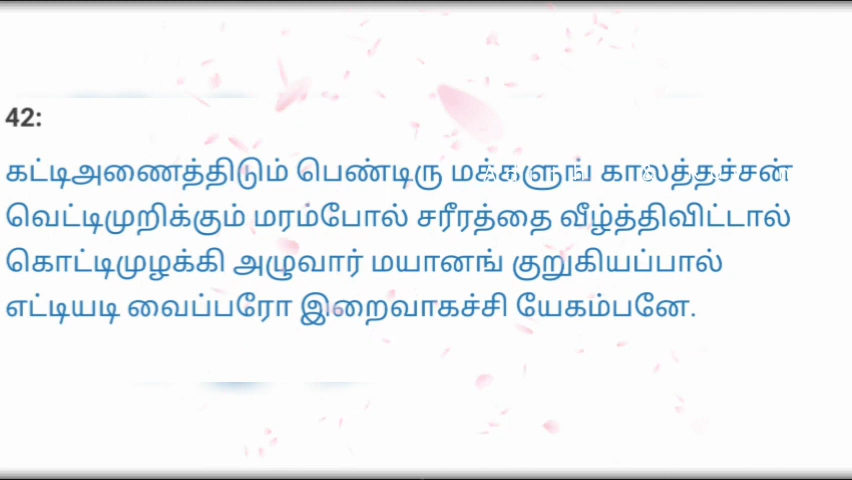 42:
கட்டிஅணைத்திடும் பெண்டிரு மக்களுங் காலத்தச்சன்
வெட்டிமுறிக்கும் மரம்போல் சரீரத்தை வீழ்த்திவிட்டால்
கொட்டிமுழக்கி அழுவார் மயானங் குறுகியப்பால்
எட்டியடி வைப்பரோ இறைவாகச்சி யேகம்பனே.